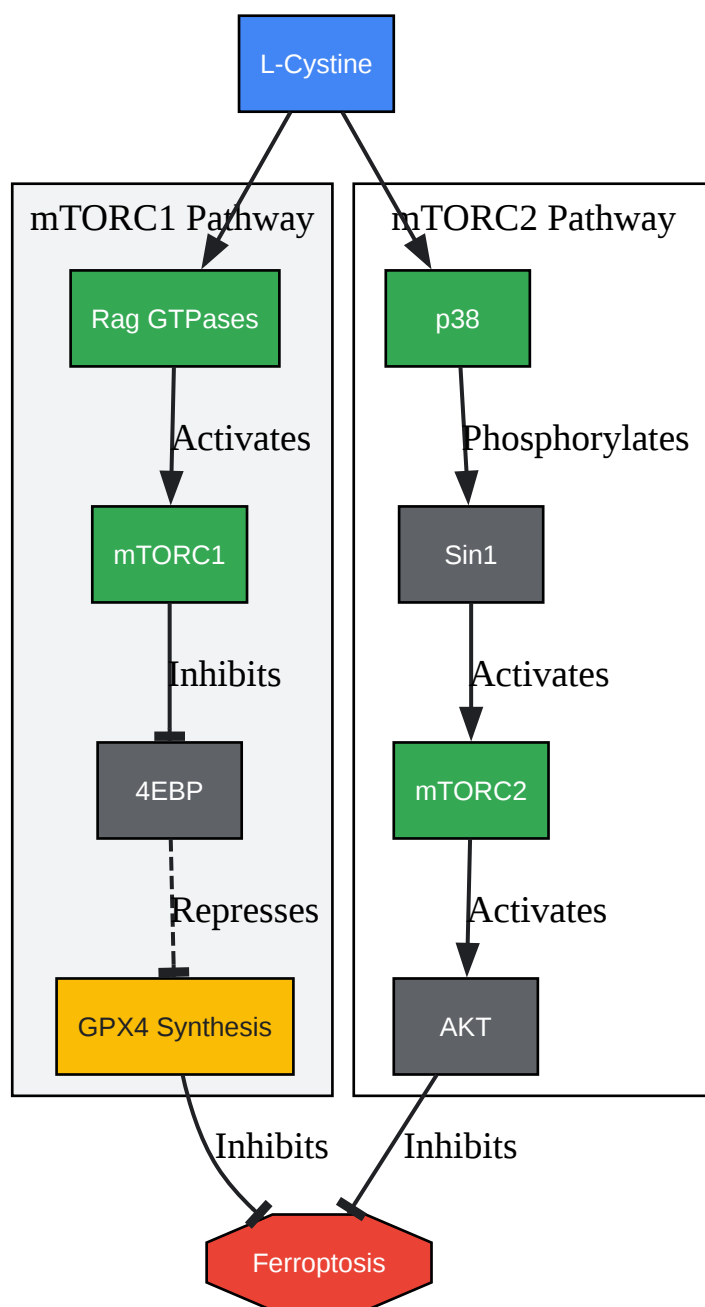 L-Cystine
mTORC1 Pathway
mTORC2 Pathway
Rag GTPases
p38
Activates
Phosphorylates
mTORC1
Sin1
Inhibits
Activates
4EBP
mTORC2
Represses
Activates
GPX4 Synthesis
AKT
Inhibits
Inhibits
Ferroptosis